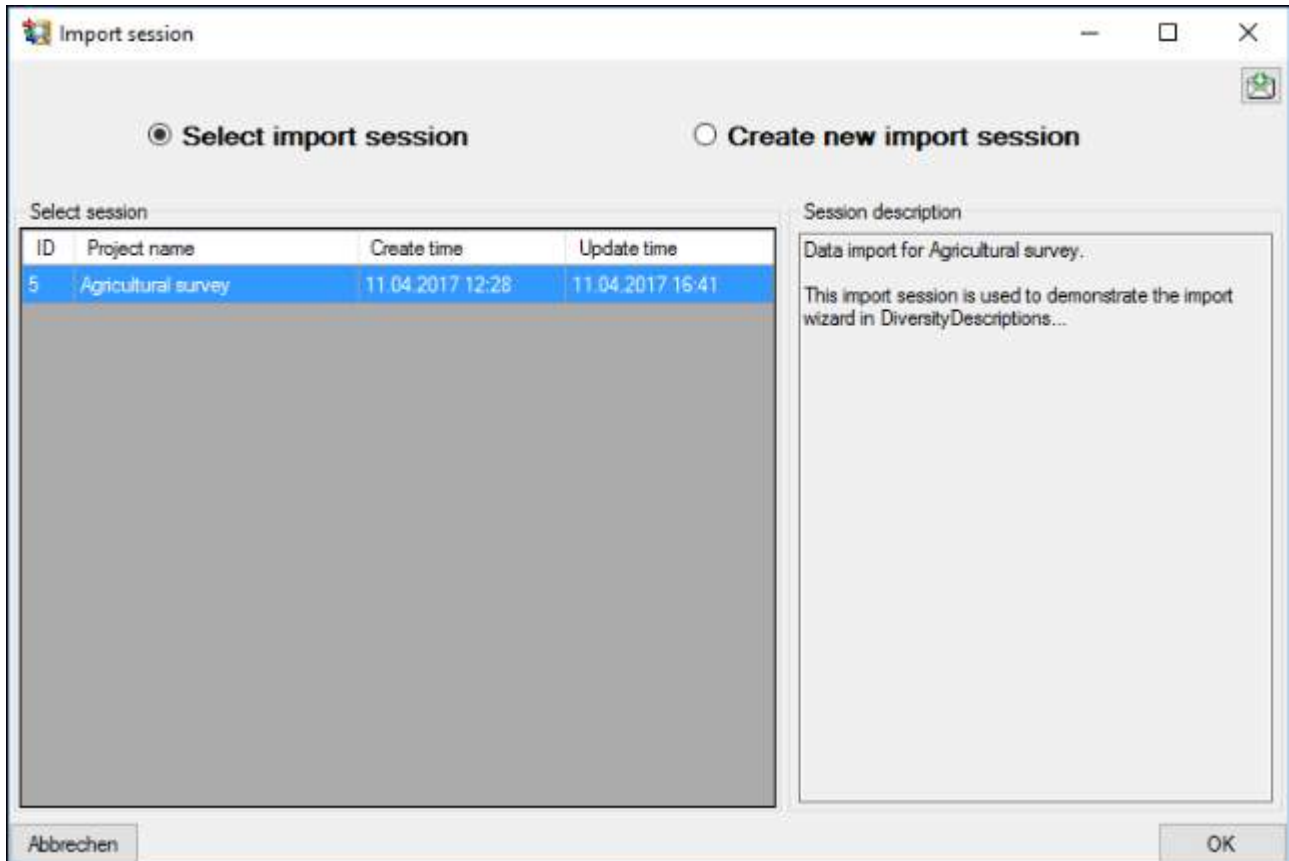 Import session
Select import session
Create new import session
Select session
ID Project name Create time Update time
5 Agricultural survey 11.04.2017 12:28 11.04.2017 16:41
Session description
Data import for Agricultural survey.
This import session is used to demonstrate the import
wizard in DiversityDescriptions...
Abbrechen
OK